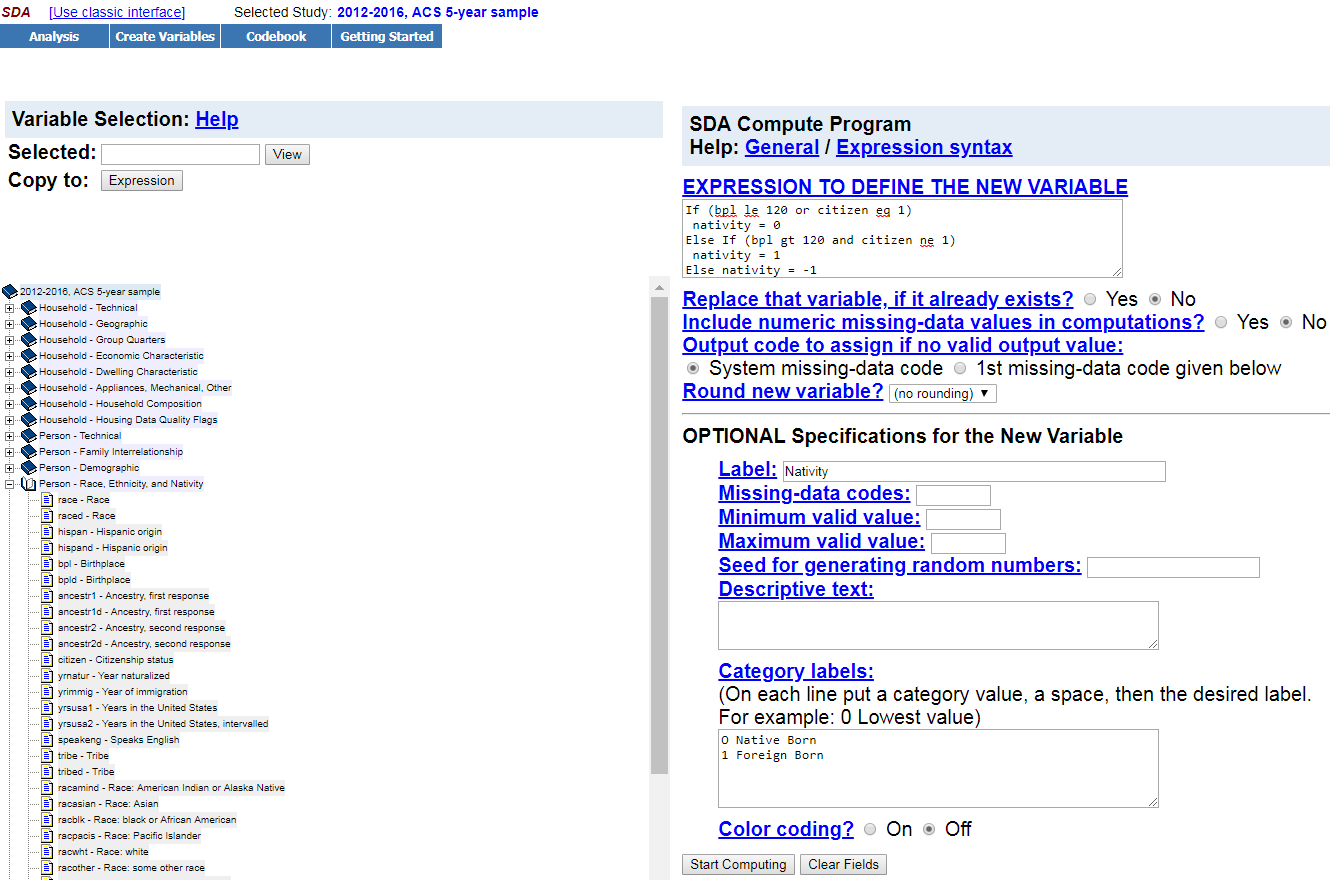 SDA [Use classic interface] Selected Study: 2012-2016, ACS 5-year sample
Analysis Create Variables Codebook Getting Started
Variable Selection: Help
Selected: View
Copy to: Expression
2012-2016, ACS 5-year sample
Household - Technical
Household - Geographic
Household - Group Quarters
Household - Economic Characteristic
Household - Dwelling Characteristic
Household - Appliances, Mechanical, Other
Household - Household Composition
Household - Housing Data Quality Flags
Person - Technical
Person - Family Interrelationship
Person - Demographic
Person - Race, Ethnicity, and Nativity
race - Race
raced - Race
hispan - Hispanic origin
hispand - Hispanic origin
bpl - Birthplace
bpld - Birthplace
ancestr1 - Ancestry, first response
ancestr1d - Ancestry, first response
ancestr2 - Ancestry, second response
ancestr2d - Ancestry, second response
citizen - Citizenship status
yrnatur - Year naturalized
yrimmig - Year of immigration
yrsusa1 - Years in the United States
yrsusa2 - Years in the United States, intervalled
speakeng - Speaks English
tribe - Tribe
tribed - Tribe
racamind - Race: American Indian or Alaska Native
racasian - Race: Asian
racblk - Race: black or African American
racpacis - Race: Pacific Islander
racwht - Race: white
racother - Race: some other race
SDA Compute Program
Help: General / Expression syntax
EXPRESSION TO DEFINE THE NEW VARIABLE
If (bpl le 120 or citizen eq 1)
nativity = 0
Else If (bpl gt 120 and citizen ne 1)
nativity = 1
Else nativity = -1
Replace that variable, if it already exists? Yes No
Include numeric missing-data values in computations? Yes No
Output code to assign if no valid output value:
System missing-data code 1st missing-data code given below
Round new variable? (no rounding) ▼
OPTIONAL Specifications for the New Variable
Label: Nativity
Missing-data codes:
Minimum valid value:
Maximum valid value:
Seed for generating random numbers:
Descriptive text:
Category labels:
(On each line put a category value, a space, then the desired label.
For example: 0 Lowest value)
0 Native Born
1 Foreign Born
Color coding? On Off
Start Computing Clear Fields